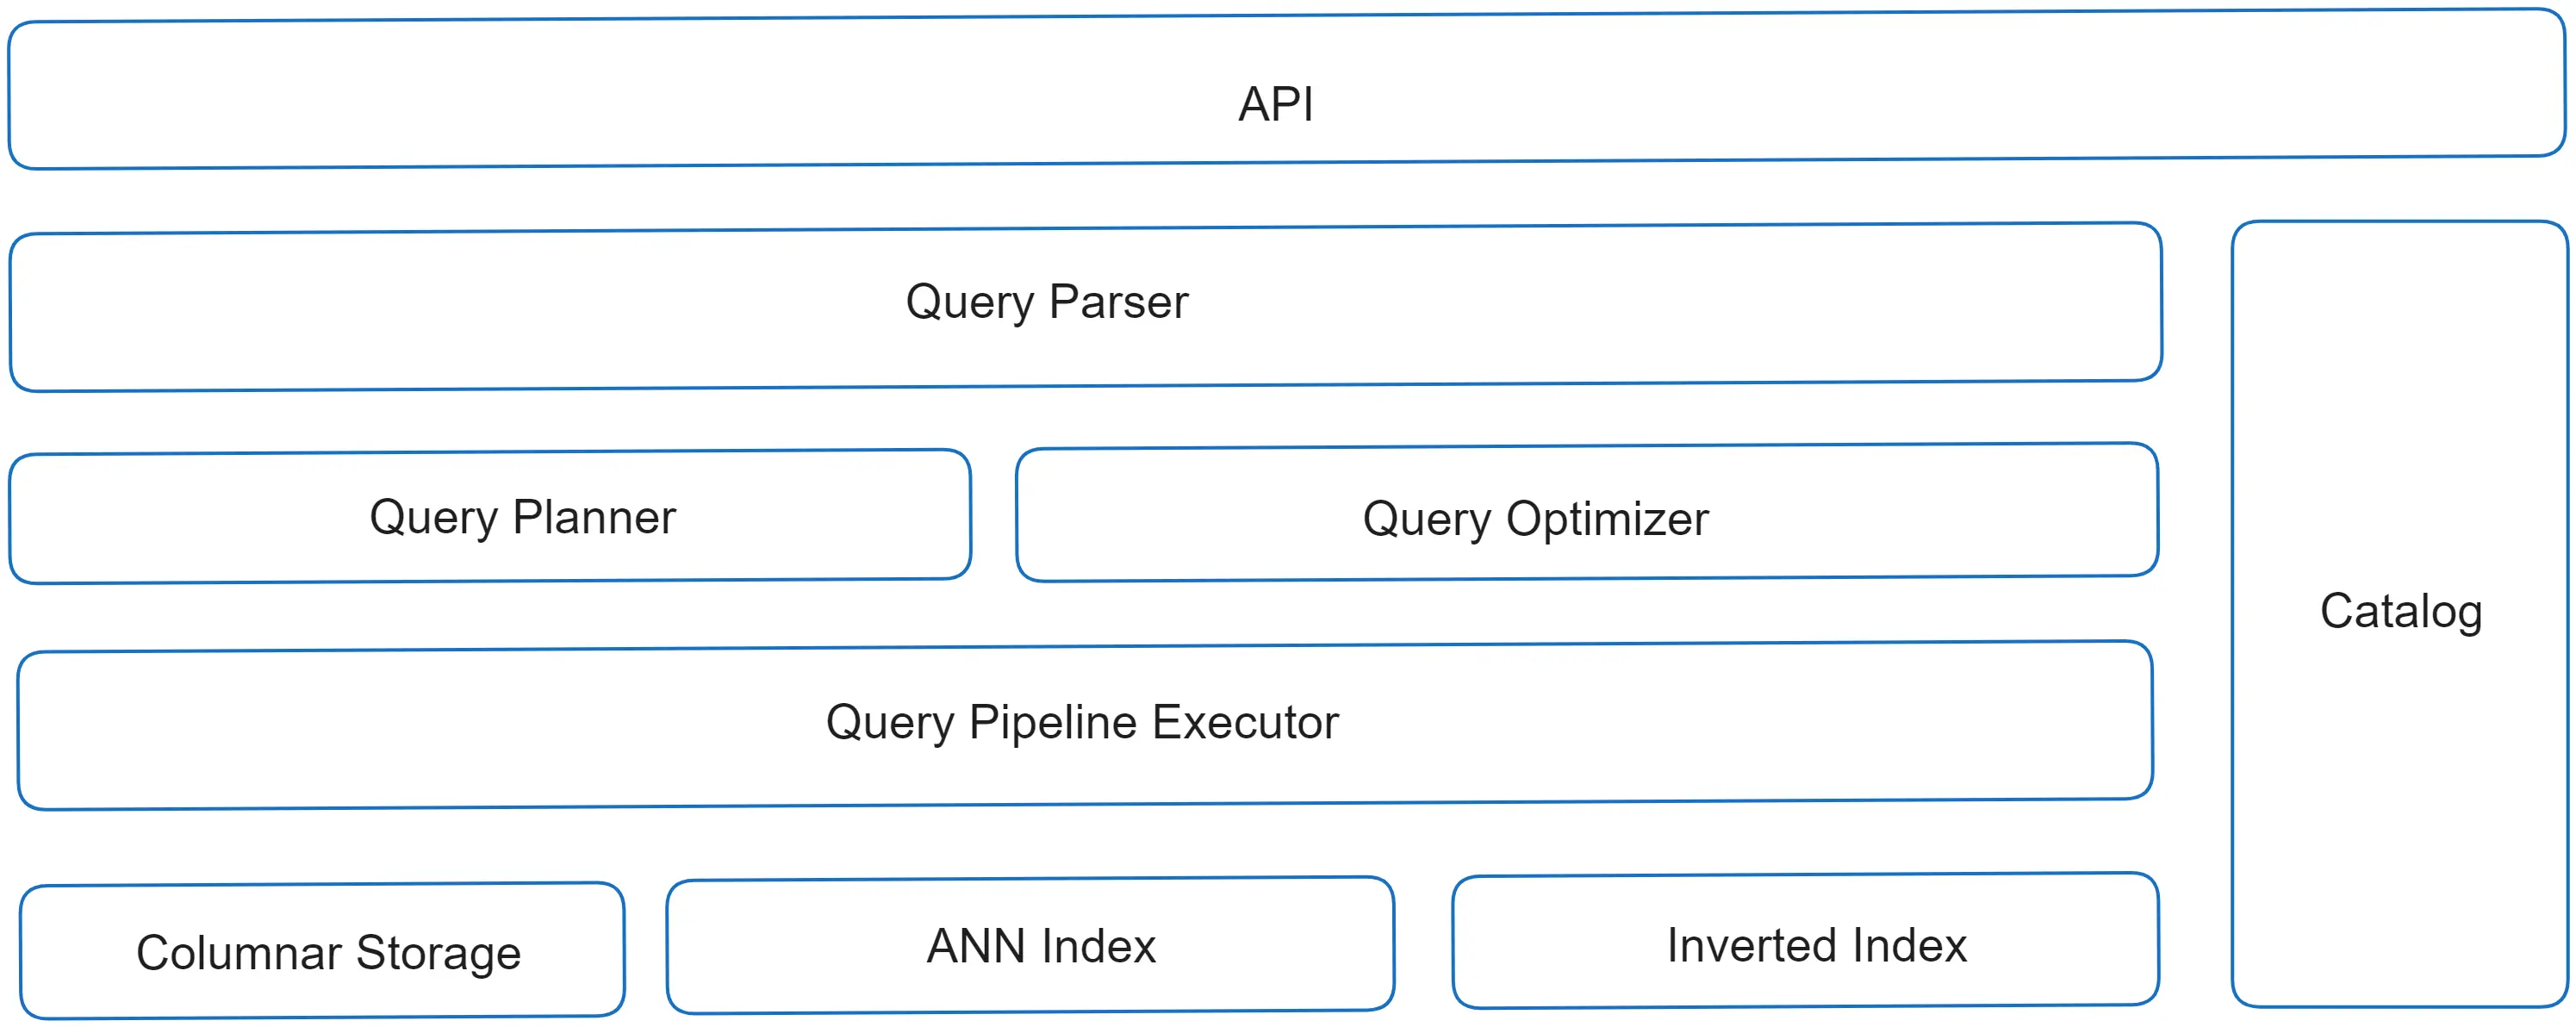 API
Query Parser
Query Planner
Query Optimizer
Catalog
Query Pipeline Executor
Columnar Storage
ANN Index
Inverted Index